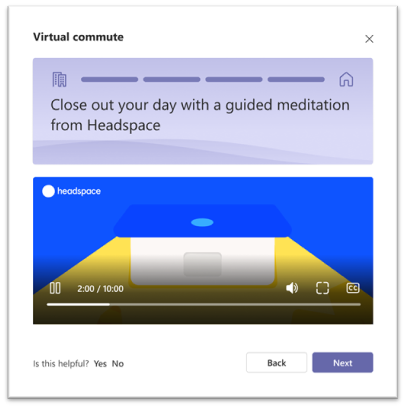 Virtual commute
Close out your day with a guided meditation
from Headspace
headspace
2:00 / 10:00
CC
Is this helpful? Yes No
Back
Next